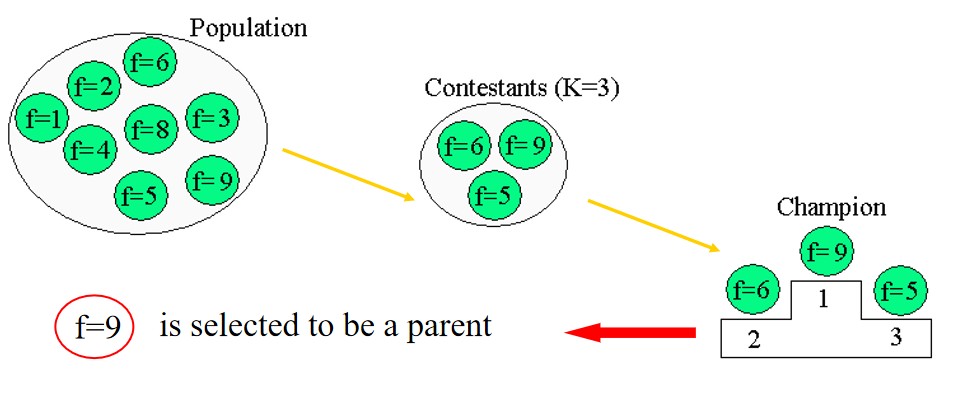 Population
f=6
f=2
f=1
f=8
f=3
f=4
f=9
f=5
Contestants (K=3)
f=6
f=9
f=5
Champion
f=9
f=6
f=5
1
2
3
f=9 is selected to be a parent